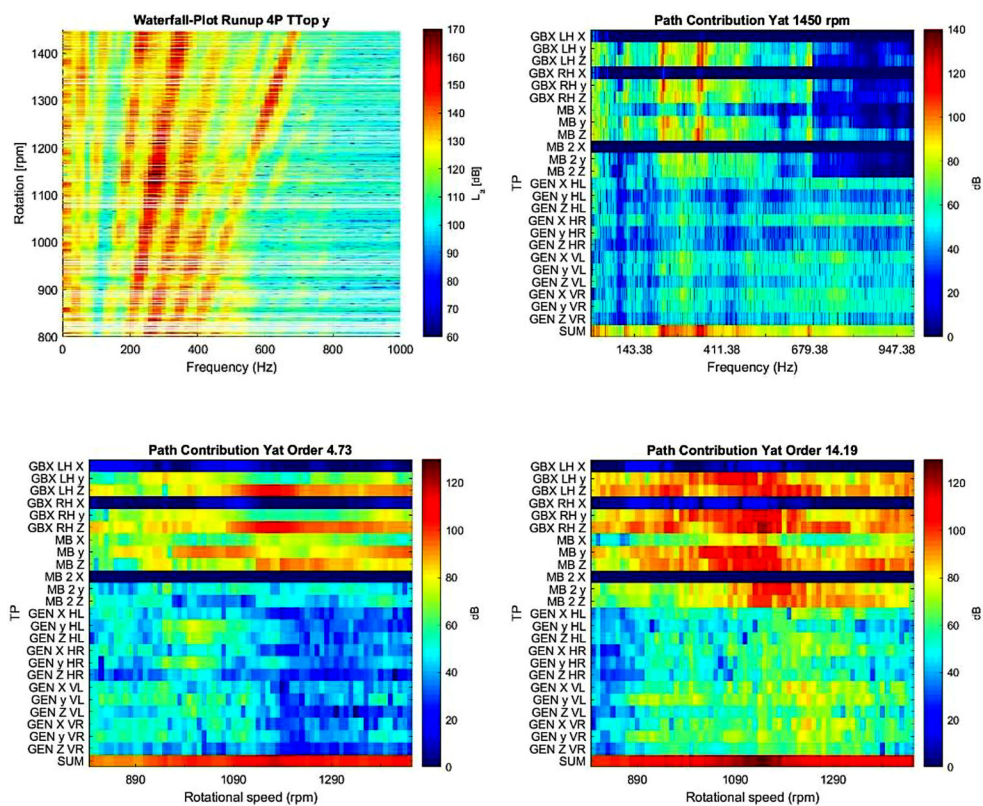 Waterfall-Plot Runup 4P TTop y
Rotation [rpm]
1400
1300
1200
1100
1000
900
800
0
200
400
600
800
1000
Frequency (Hz)
170
160
150
140
130
120
110
100
90
80
70
60
L_a [dB]
Path Contribution Yat 1450 rpm
TP
GBX LH X
GBX LH y
GBX LH Z
GBX RH X
GBX RH y
GBX RH Z
MB X
MB y
MB Z
MB 2 X
MB 2 y
MB 2 Z
GEN X HL
GEN y HL
GEN Z HL
GEN X HR
GEN y HR
GEN Z HR
GEN X VL
GEN y VL
GEN Z VL
GEN X VR
GEN y VR
GEN Z VR
SUM
143.38
411.38
679.38
947.38
Frequency (Hz)
140
120
100
80
60
40
20
0
dB
Path Contribution Yat Order 4.73
TP
GBX LH X
GBX LH y
GBX LH Z
GBX RH X
GBX RH y
GBX RH Z
MB X
MB y
MB Z
MB 2 X
MB 2 y
MB 2 Z
GEN X HL
GEN y HL
GEN Z HL
GEN X HR
GEN y HR
GEN Z HR
GEN X VL
GEN y VL
GEN Z VL
GEN X VR
GEN y VR
GEN Z VR
SUM
890
1090
1290
Rotational speed (rpm)
120
100
80
60
40
20
0
dB
Path Contribution Yat Order 14.19
TP
GBX LH X
GBX LH y
GBX LH Z
GBX RH X
GBX RH y
GBX RH Z
MB X
MB y
MB Z
MB 2 X
MB 2 y
MB 2 Z
GEN X HL
GEN y HL
GEN Z HL
GEN X HR
GEN y HR
GEN Z HR
GEN X VL
GEN y VL
GEN Z VL
GEN X VR
GEN y VR
GEN Z VR
SUM
890
1090
1290
Rotational speed (rpm)
120
100
80
60
40
20
0
dB